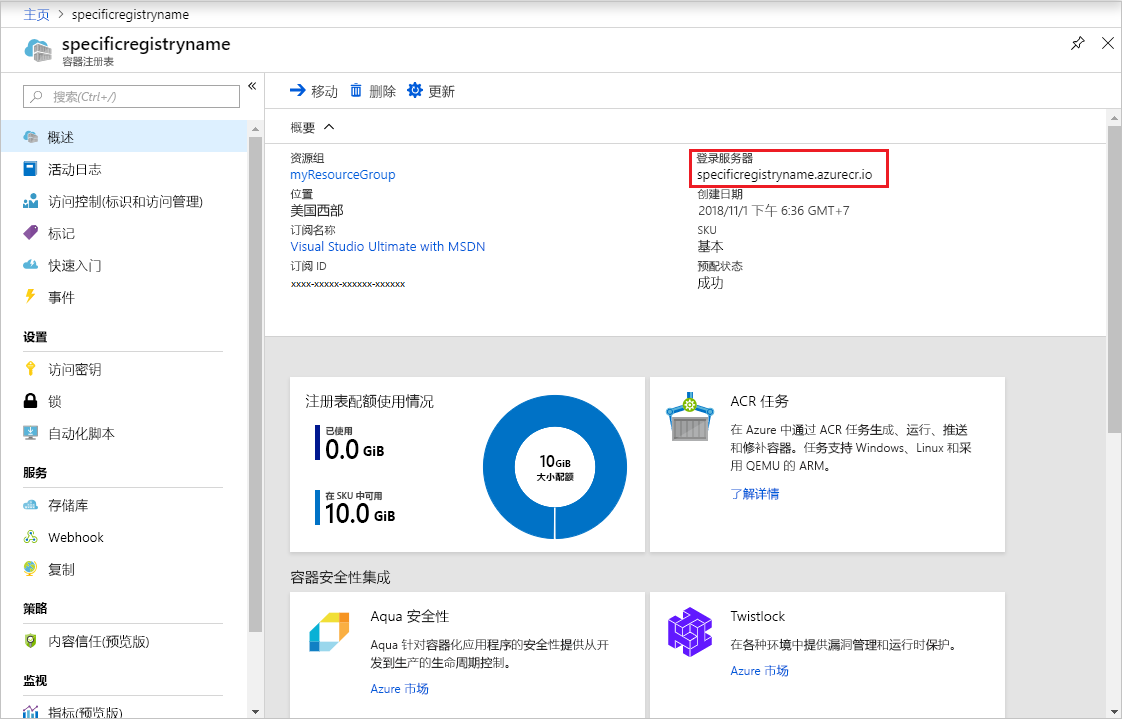 主页 > specificregistryname
specificregistryname
容器注册表
搜索(Ctrl+/)
«
概述
活动日志
访问控制(标识和访问管理)
标记
快速入门
事件
设置
访问密钥
锁
自动化脚本
服务
存储库
Webhook
复制
策略
内容信任(预览版)
监视
指标(预览版)
移动
删除
更新
概要
资源组
myResourceGroup
位置
美国西部
订阅名称
Visual Studio Ultimate with MSDN
订阅 ID
xxxx-xxxxx-xxxxxx-xxxxxx
登录服务器
specificregistryname.azurecr.io
创建日期
2018/11/1 下午 6:36 GMT+7
SKU
基本
预配状态
成功
注册表配额使用情况
已使用
0.0 GiB
在 SKU 中可用
10.0 GiB
10GiB
大小配额
ACR 任务
在 Azure 中通过 ACR 任务生成、运行、推送
和修补容器。任务支持 Windows、Linux 和采
用 QEMU 的 ARM。
了解详情
容器安全性集成
Aqua 安全性
Aqua 针对容器化应用程序的安全性提供从开
发到生产的生命周期控制。
Azure 市场
Twistlock
在各种环境中提供漏洞管理和运行时保护。
Azure 市场